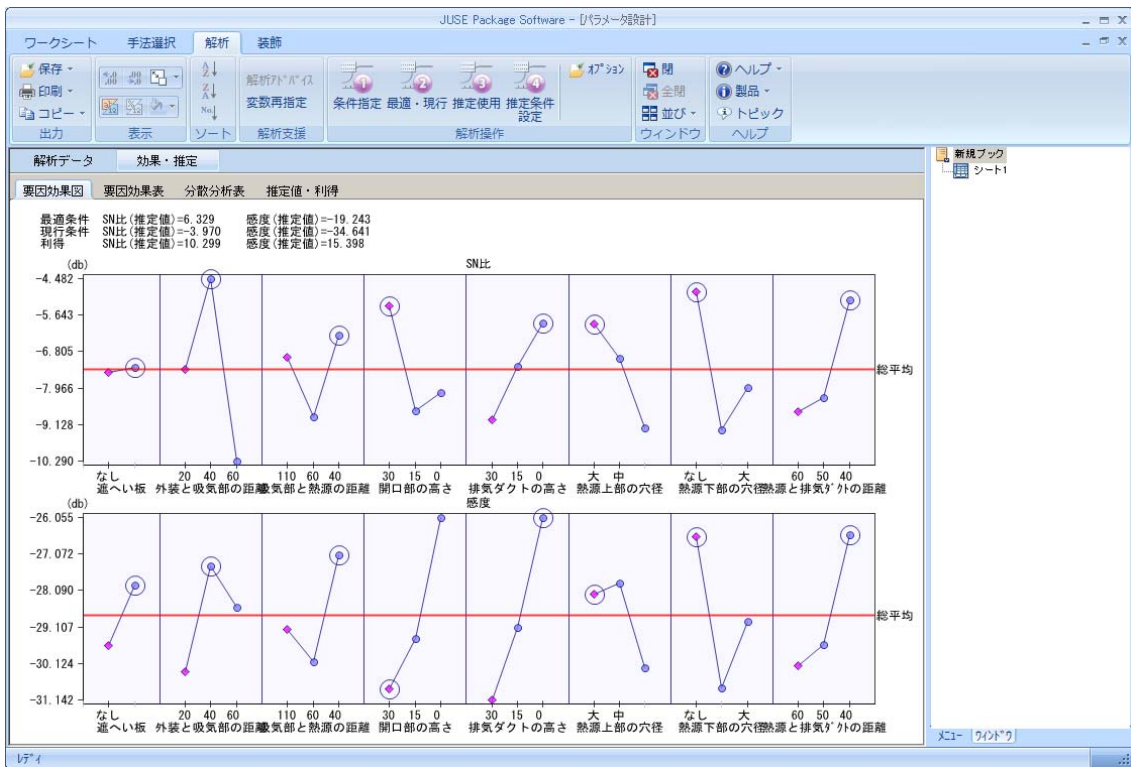 JUSE Package Software - [パラメータ設計]
ワークシート 手法選択 解析 装飾
保存 解析アドバイス オプション 閉 ヘルプ
印刷 変数再指定 条件指定 最適・現行 推定使用 推定条件設定 全閉 製品
コピー 並び トピック
出力 表示 ソート 解析支援 解析操作 ウィンドウ ヘルプ
解析データ 効果・推定
新規ブック
シート1
要因効果図 要因効果表 分散分析表 推定値・利得
最適条件 SN比(推定値)=6.329 感度(推定値)=-19.243
現行条件 SN比(推定値)=-3.970 感度(推定値)=-34.641
利得 SN比(推定値)=10.299 感度(推定値)=15.398
(db) SN比
-4.482
-5.643
-6.805
総平均
-7.966
-9.128
-10.290
なし 20 40 60 110 60 40 30 15 0 30 15 0 大 中 なし 大 60 50 40
遮へい板 外装と吸気部の距離 吸気部と熱源の距離 開口部の高さ 排気ダクトの高さ 熱源上部の穴径 熱源下部の穴径 熱源と排気ダクトの距離
(db) 感度
-26.055
-27.072
-28.090
総平均
-29.107
-30.124
-31.142
なし 20 40 60 110 60 40 30 15 0 30 15 0 大 中 なし 大 60 50 40
遮へい板 外装と吸気部の距離 吸気部と熱源の距離 開口部の高さ 排気ダクトの高さ 熱源上部の穴径 熱源下部の穴径 熱源と排気ダクトの距離
メニュー ウィンドウ
レディ